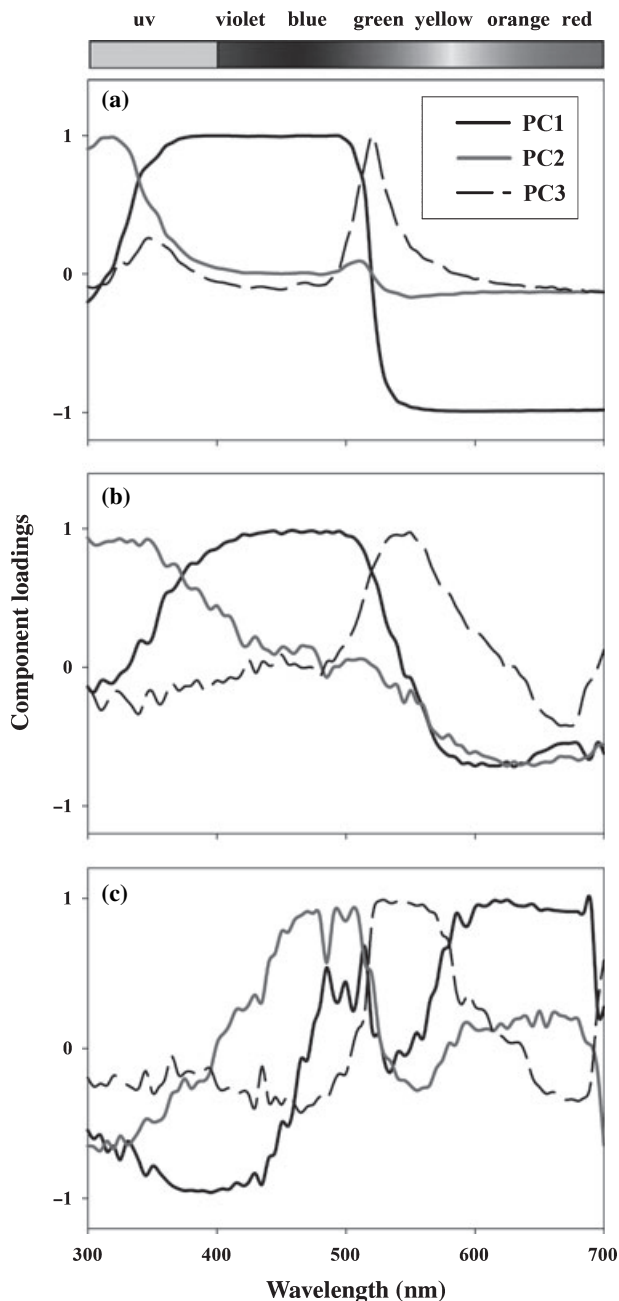 uv violet blue green yellow orange red
(a)
PC1
PC2
PC3
1
0
−1
(b)
1
0
−1
(c)
1
0
−1
Component loadings
300 400 500 600 700
Wavelength (nm)